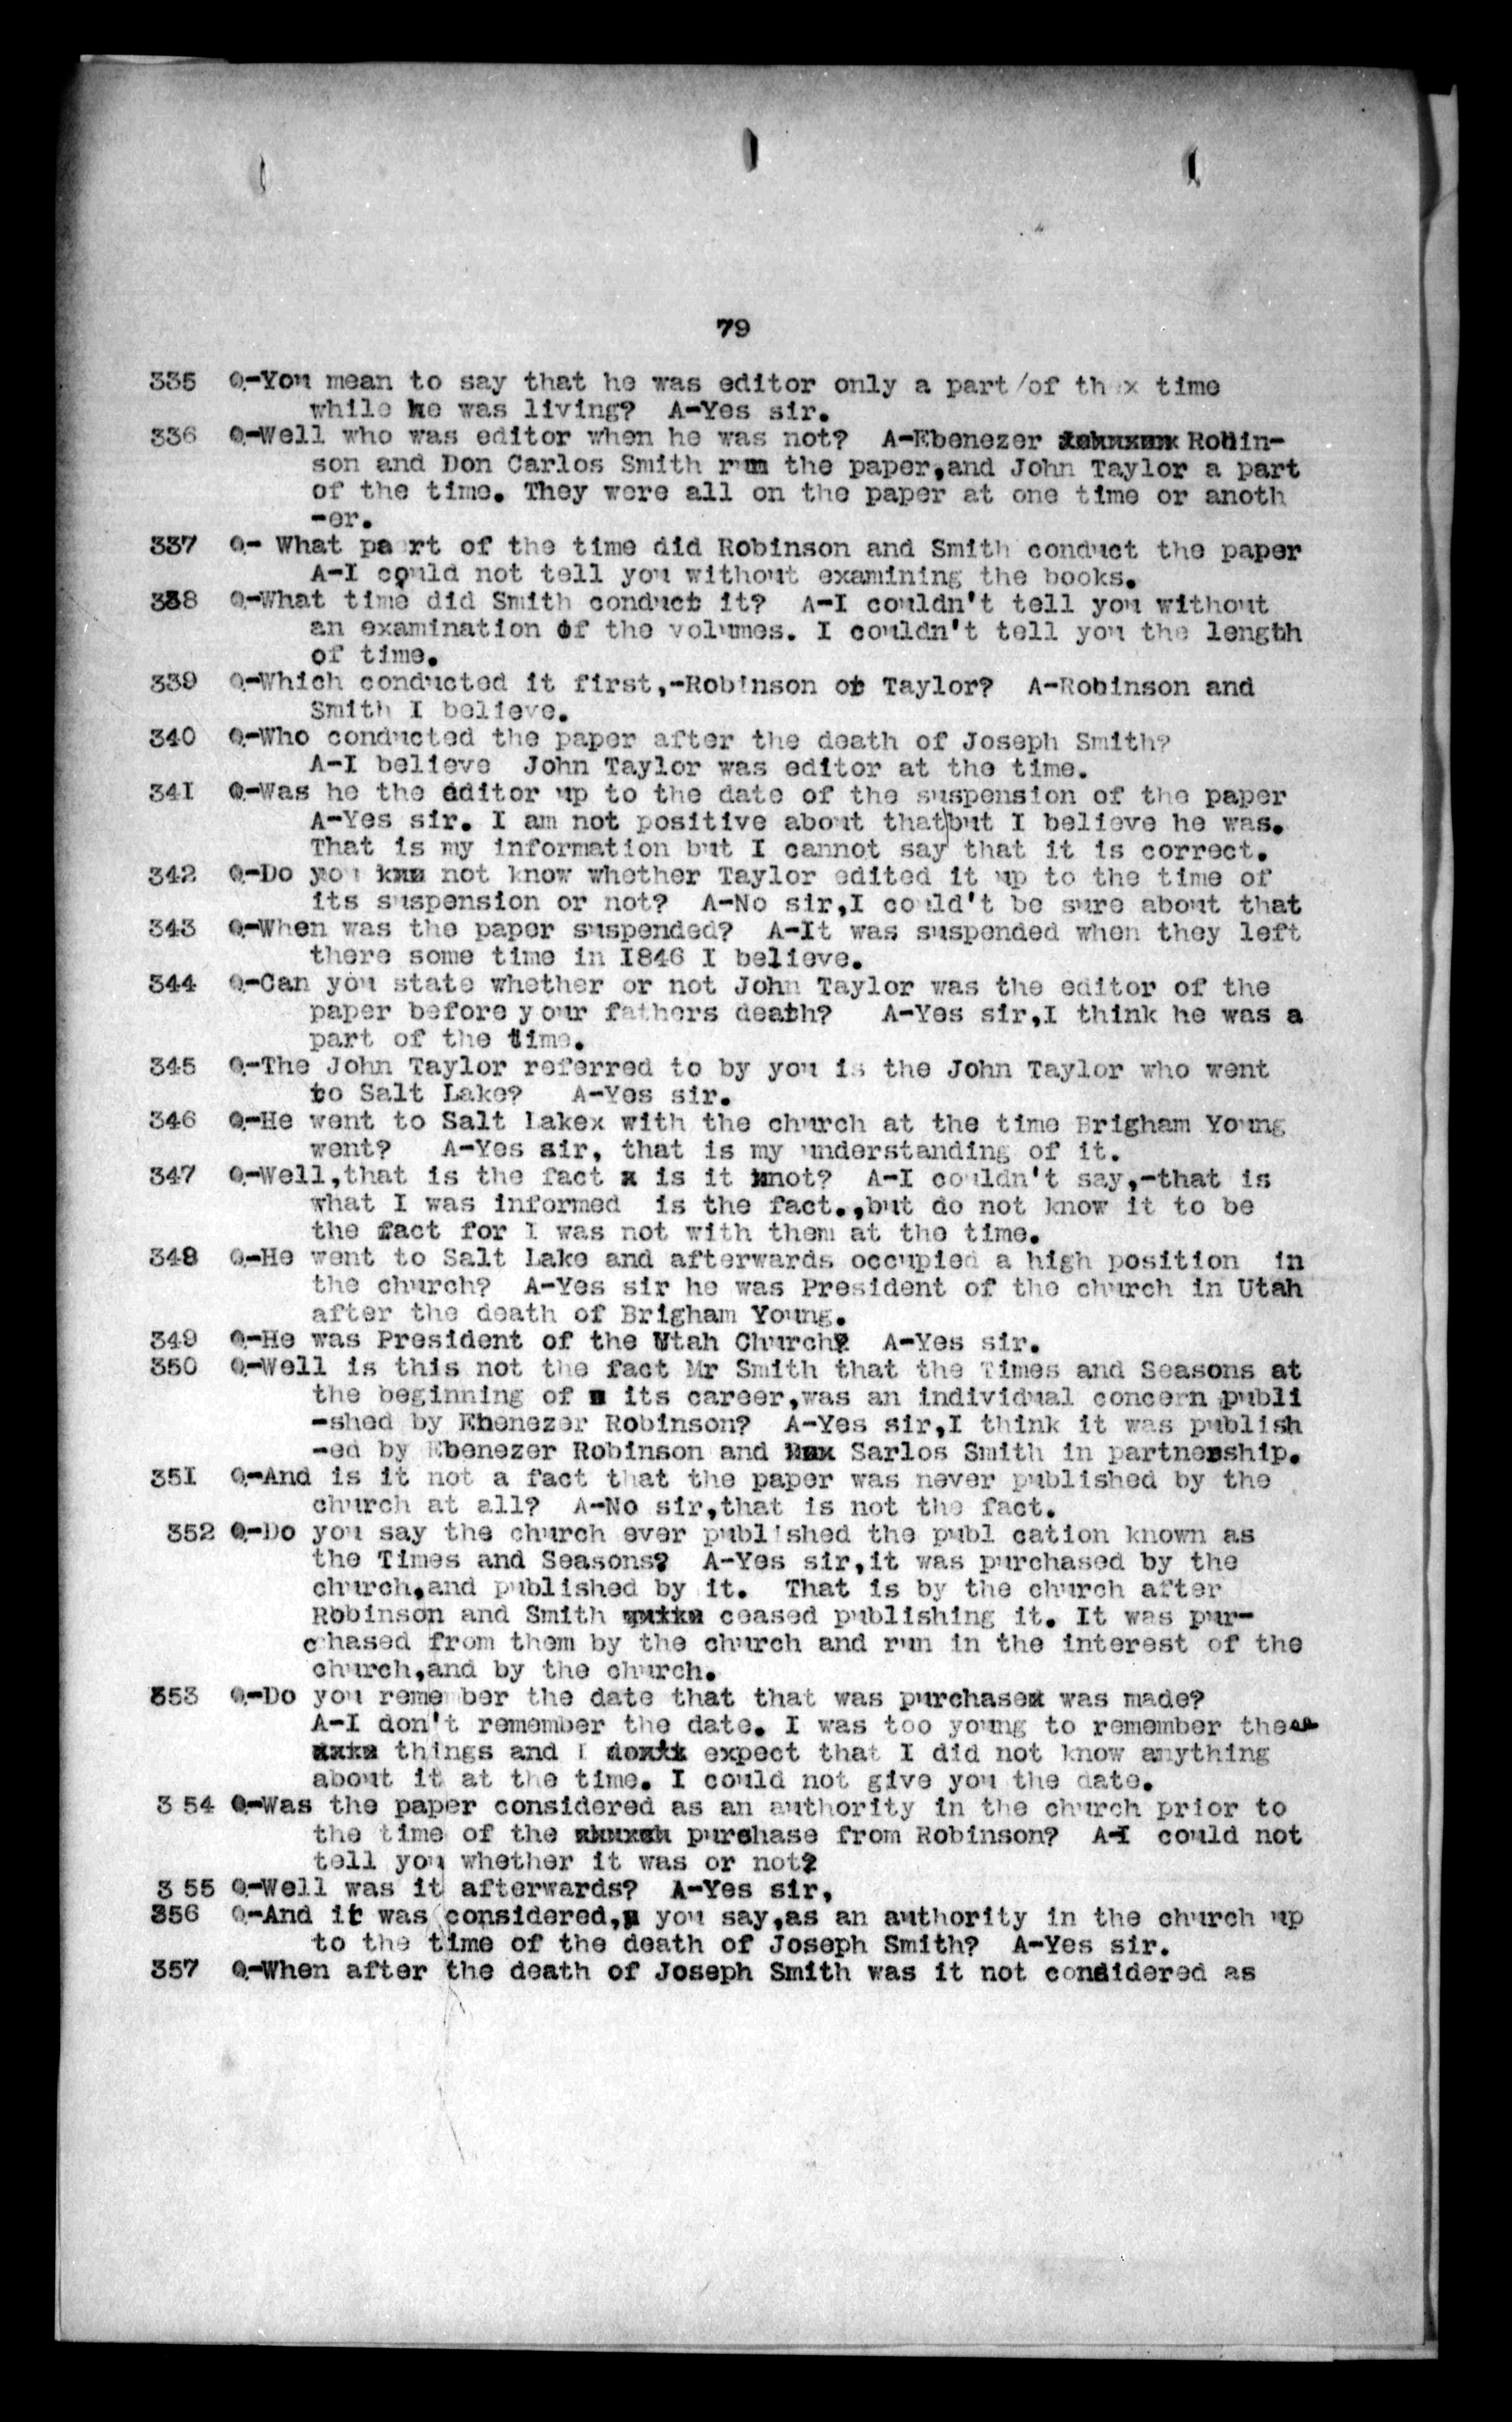 79
335 Q-You mean to say that he was editor only a part/of th x time
while he was living? A-Yes sir.
336 Q-Well who was editor when he was not? A-Ebenezer Robin-
son and Don Carlos Smith run the paper,and John Taylor a part
of the time. They were all on the paper at one time or anoth
-er.
337 Q- What pa rt of the time did Robinson and Smith conduct the paper
A-I could not tell you without examining the books.
338 Q-What time did Smith conduct it? A-I couldn't tell you without
an examination of the volumes. I couldn't tell you the length
of time.
339 Q-Which conducted it first,-Robinson or Taylor? A-Robinson and
Smith I believe.
340 Q-Who conducted the paper after the death of Joseph Smith?
A-I believe John Taylor was editor at the time.
341 Q-Was he the editor up to the date of the suspension of the paper
A-Yes sir. I am not positive about that|but I believe he was.
That is my information but I cannot say that it is correct.
342 Q-Do you kxx not know whether Taylor edited it up to the time of
its suspension or not? A-No sir,I could't be sure about that
343 Q-When was the paper suspended? A-It was suspended when they left
there some time in I846 I believe.
344 Q-Can you state whether or not John Taylor was the editor of the
paper before your fathers death? A-Yes sir,I think he was a
part of the time.
345 Q-The John Taylor referred to by you is the John Taylor who went
to Salt Lake? A-Yes sir.
346 Q-He went to Salt Lakex with the church at the time Brigham Young
went? A-Yes sir, that is my understanding of it.
347 Q-Well,that is the fact x is it xnot? A-I couldn't say,-that is
what I was informed is the fact.,but do not know it to be
the fact for I was not with them at the time.
348 Q-He went to Salt Lake and afterwards occupied a high position in
the church? A-Yes sir he was President of the church in Utah
after the death of Brigham Young.
349 Q-He was President of the Utah Church? A-Yes sir.
350 Q-Well is this not the fact Mr Smith that the Times and Seasons at
the beginning of x its career,was an individual concern publi
-shed by Ebenezer Robinson? A-Yes sir,I think it was publish
-ed by Ebenezer Robinson and Sarlos Smith in partnership.
35I Q-And is it not a fact that the paper was never published by the
church at all? A-No sir,that is not the fact.
352 Q-Do you say the church ever published the publ cation known as
the Times and Seasons? A-Yes sir,it was purchased by the
church,and published by it. That is by the church after
Robinson and Smith ceased publishing it. It was pur-
chased from them by the church and run in the interest of the
church,and by the church.
353 Q-Do you reme ber the date that that was purchasex was made?
A-I don't remember the date. I was too young to remember these
things and I expect that I did not know anything
about it at the time. I could not give you the date.
3 54 Q-Was the paper considered as an authority in the church prior to
the time of the purchase from Robinson? A-I could not
tell you whether it was or not?
3 55 Q-Well was it afterwards? A-Yes sir,
356 Q-And it was considered,x you say,as an authority in the church up
to the time of the death of Joseph Smith? A-Yes sir.
357 Q-When after the death of Joseph Smith was it not considered as